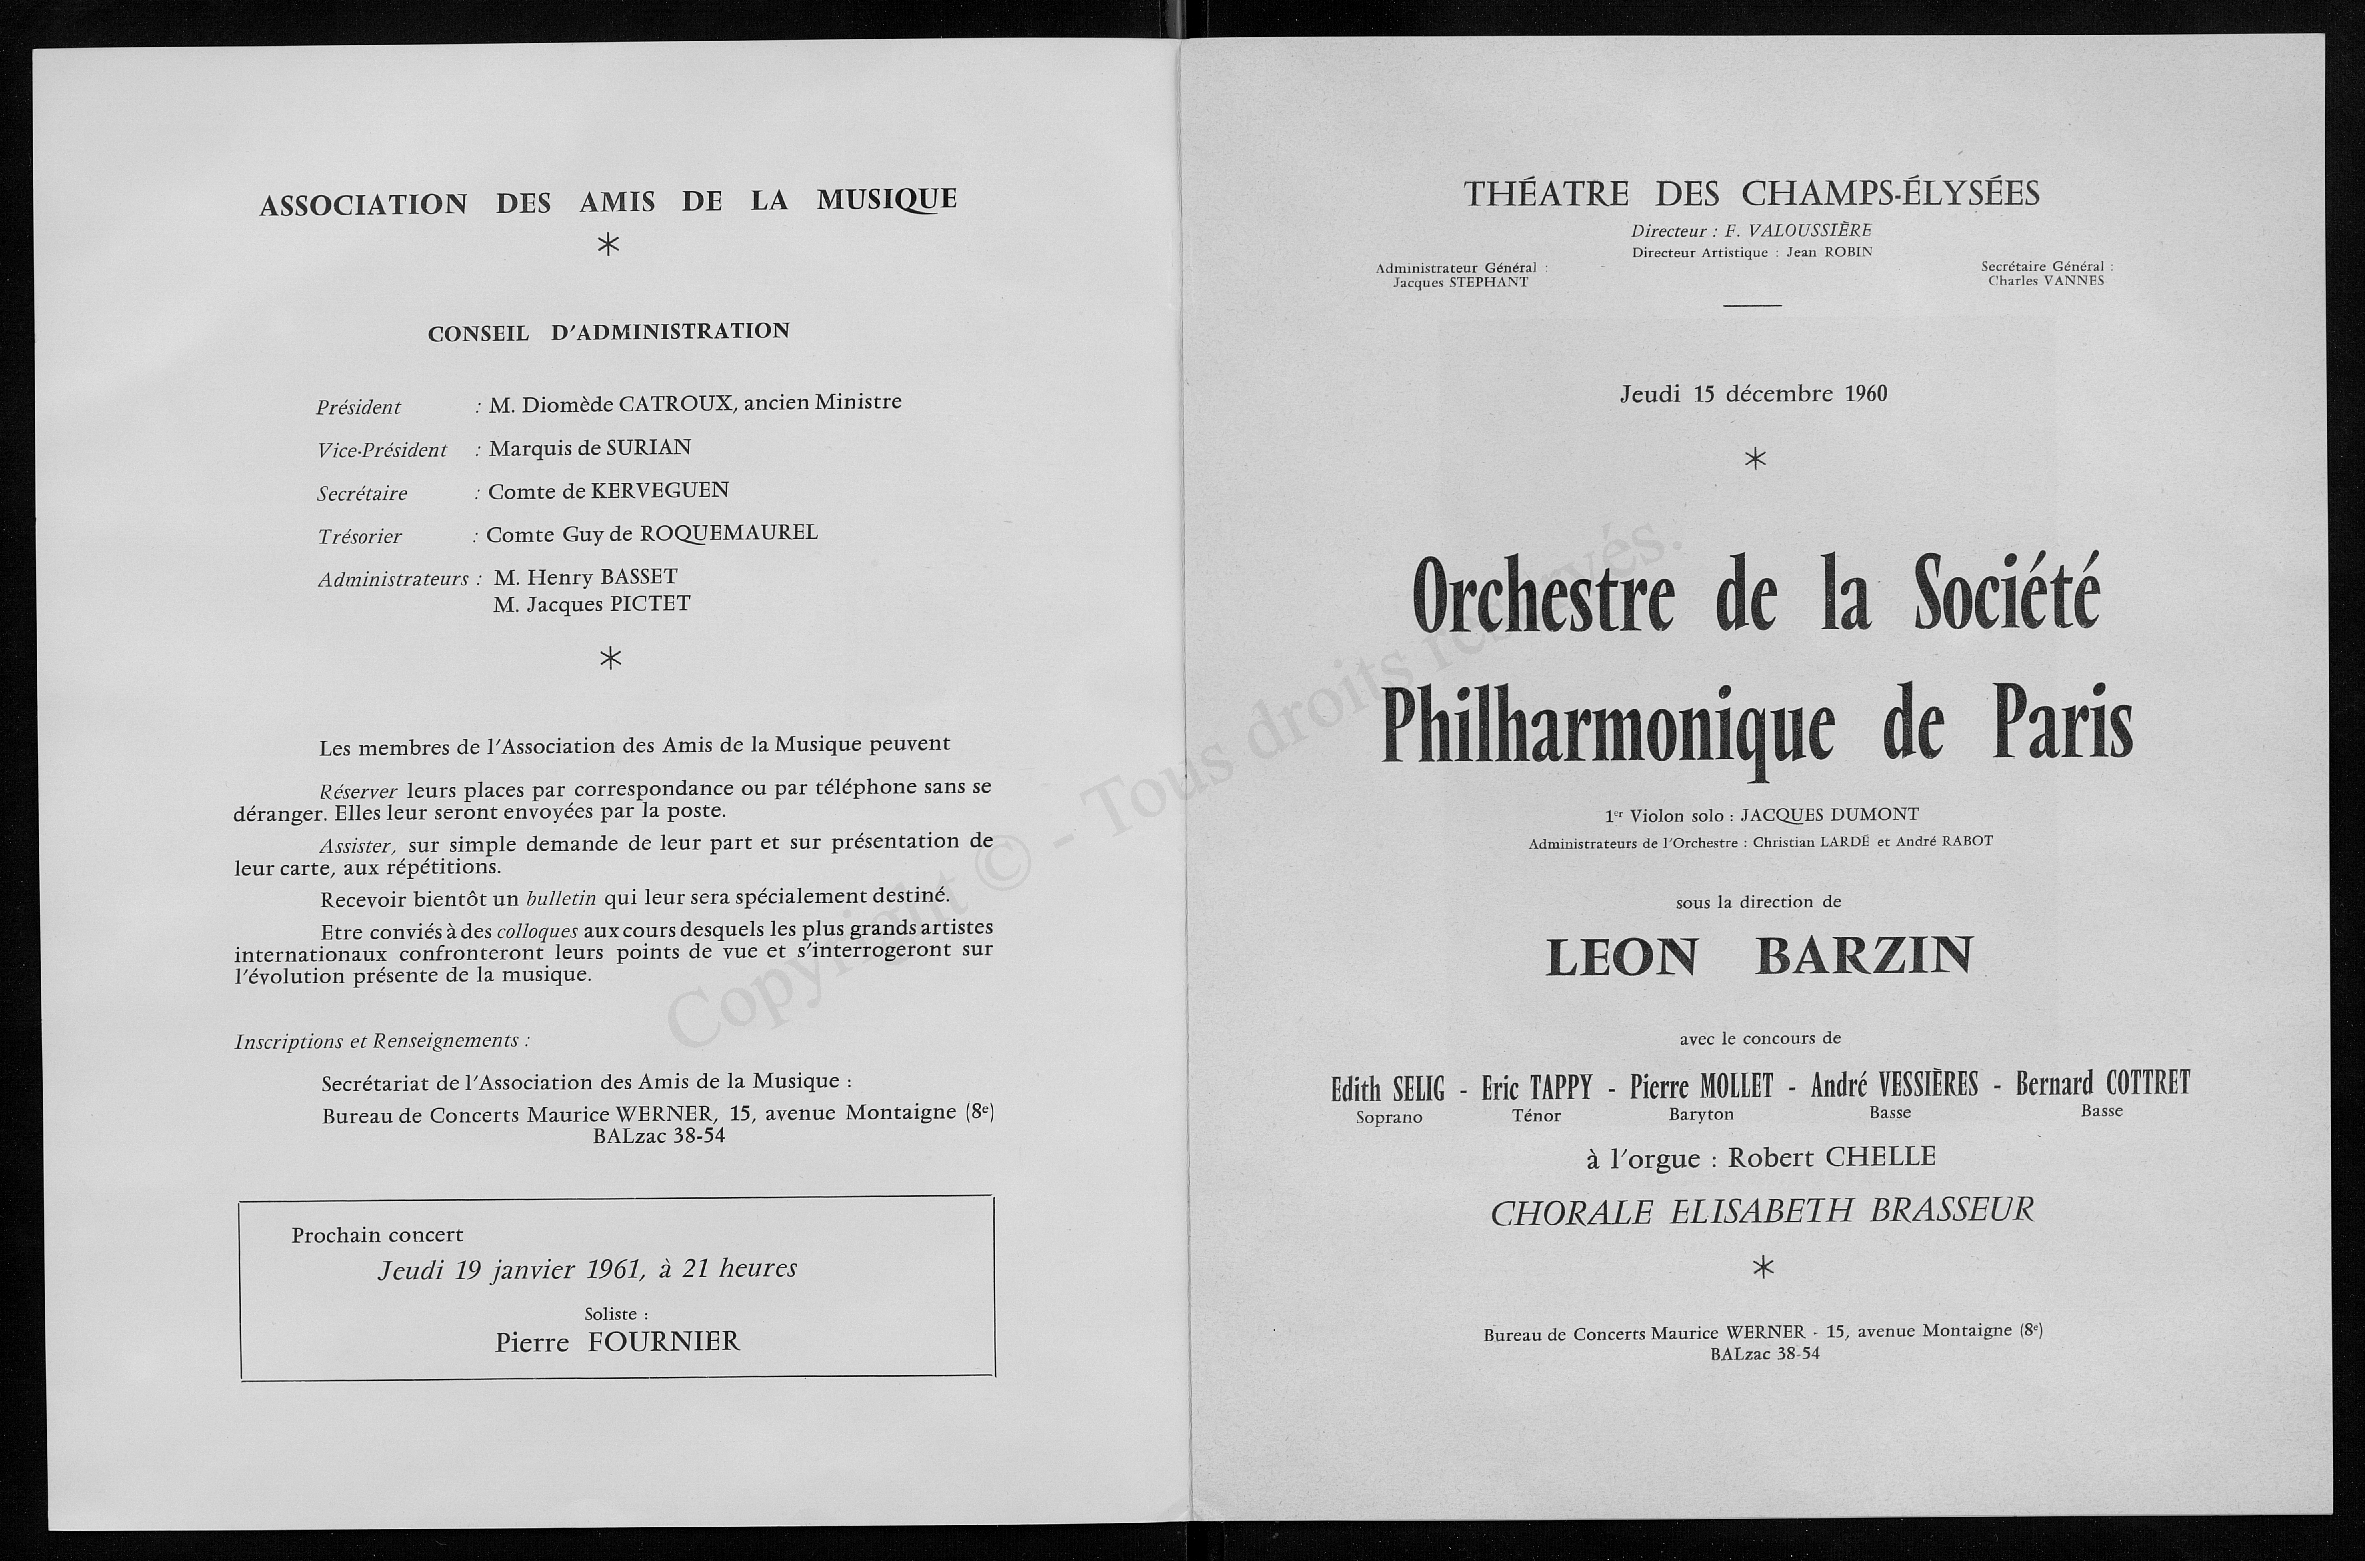 ASSOCIATION DES AMIS DE LA MUSIQUE
*
CONSEIL D'ADMINISTRATION
Président : M. Diomède CATROUX, ancien Ministre
Vice-Président : Marquis de SURIAN
Secrétaire : Comte de KERVEGUEN
Trésorier : Comte Guy de ROQUEMAUREL
Administrateurs : M. Henry BASSET
M. Jacques PICTET
*
Les membres de l'Association des Amis de la Musique peuvent
Réserver leurs places par correspondance ou par téléphone sans se
déranger. Elles leur seront envoyées par la poste.
Assister, sur simple demande de leur part et sur présentation de
leur carte, aux répétitions.
Recevoir bientôt un bulletin qui leur sera spécialement destiné.
Etre conviés à des colloques aux cours desquels les plus grands artistes
internationaux confronteront leurs points de vue et s'interrogeront sur
l'évolution présente de la musique.
Inscriptions et Renseignements :
Secrétariat de l'Association des Amis de la Musique :
Bureau de Concerts Maurice WERNER, 15, avenue Montaigne (8e)
BALzac 38-54
Prochain concert
Jeudi 19 janvier 1961, à 21 heures
Soliste :
Pierre FOURNIER
THÉATRE DES CHAMPS-ÉLYSÉES
Directeur : F. VALOUSSIÈRE
Directeur Artistique : Jean ROBIN
Administrateur Général :
Jacques STEPHANT
Secrétaire Général :
Charles VANNES
Jeudi 15 décembre 1960
*
Orchestre de la Société
Philharmonique de Paris
1er Violon solo : JACQUES DUMONT
Administrateurs de l'Orchestre : Christian LARDÉ et André RABOT
sous la direction de
LEON BARZIN
avec le concours de
Edith SELIG - Eric TAPPY - Pierre MOLLET - André VESSIÈRES - Bernard COTTRET
Soprano Ténor Baryton Basse Basse
à l'orgue : Robert CHELLE
CHORALE ELISABETH BRASSEUR
*
Bureau de Concerts Maurice WERNER - 15, avenue Montaigne (8e)
BALzac 38-54
Copyright © - Tous droits réservés.